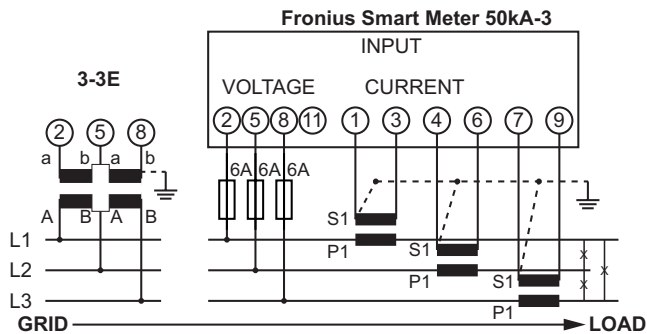 Fronius Smart Meter 50kA-3
INPUT
3-3E
VOLTAGE CURRENT
2 5 8
2 5 8 11 1 3 4 6 7 9
a b a b
6A 6A 6A
A B A B
S1
L1
P1
S1
L2
P1
S1
L3
P1
x
x
x
GRID LOAD